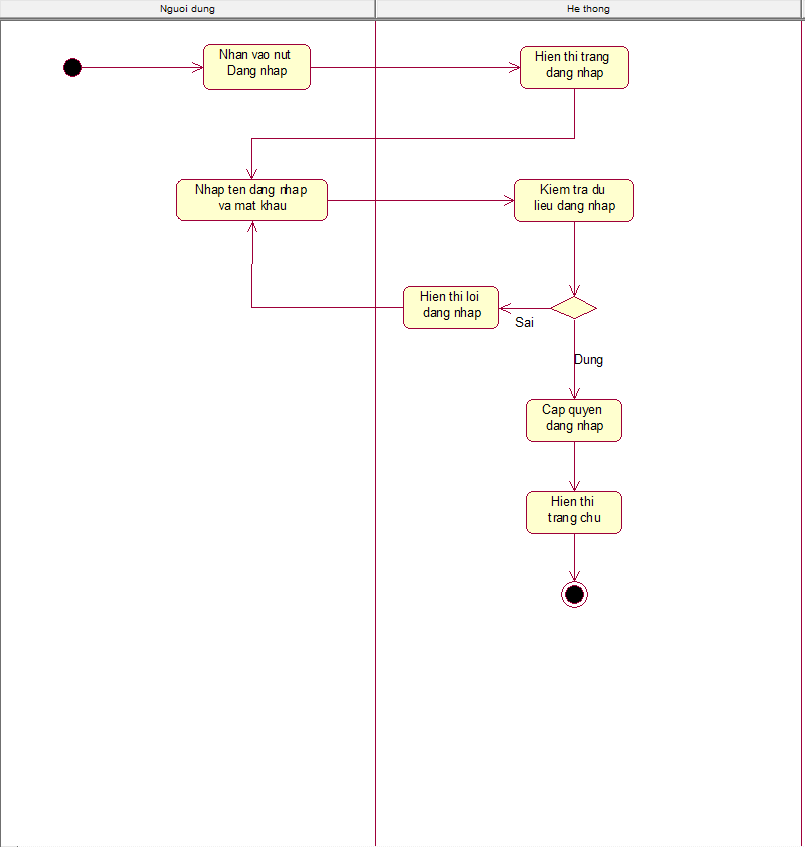 Nguoi dung
He thong
Nhan vao nut
Dang nhap
Hien thi trang
dang nhap
Nhap ten dang nhap
va mat khau
Kiem tra du
lieu dang nhap
Hien thi loi
dang nhap
Sai
Dung
Cap quyen
dang nhap
Hien thi
trang chu